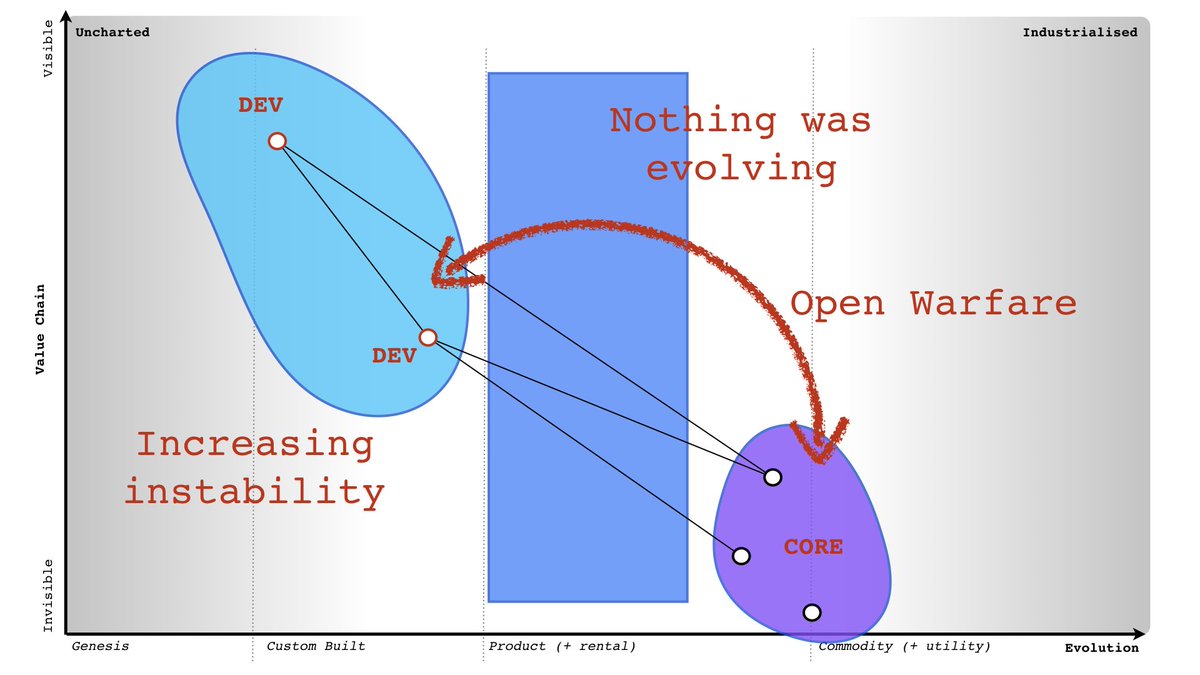 Visible
Uncharted
Industrialised
DEV
Nothing was
evolving
Open Warfare
Value Chain
DEV
Increasing
instability
CORE
Invisible
Genesis
Custom Built
Product (+ rental)
Commodity (+ utility)
Evolution